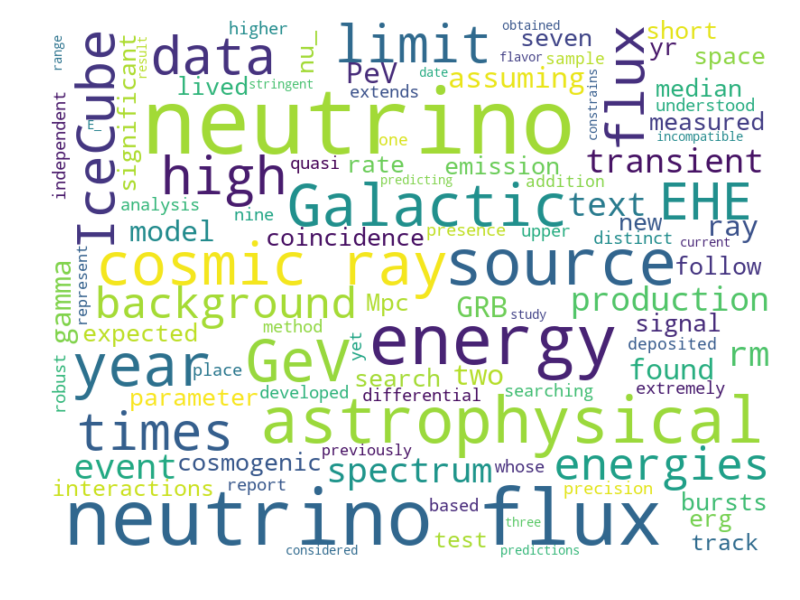 higher
obtained
range
result
IceCube
significant
data
limit
nu_
seven
flavor
sample
flux
short
yr
space
lived
stringent
PeV
extends
assuming
date
constrains
median
understood
measured
incompatible
E_
independent
neutrino
one
high
quasi
rate
emission
transient
predicting
addition
analysis
nine
Galactic
text
EHE
new
ray
model
coincidence
presence
upper
distinct
current
represent
gamma
cosmic ray
source
follow
background
Mpc
GRB
study
production
expected
method
energy
signal
deposited
rm
year
place
GeV
yet
search
two
found
robust
parameter
developed
differential
searching
extremely
times
astrophysical
previously
event
cosmogenic
spectrum
whose
energies
interactions
report
based
precision
bursts
neutrino flux
three
test
erg
track
considered
predictions